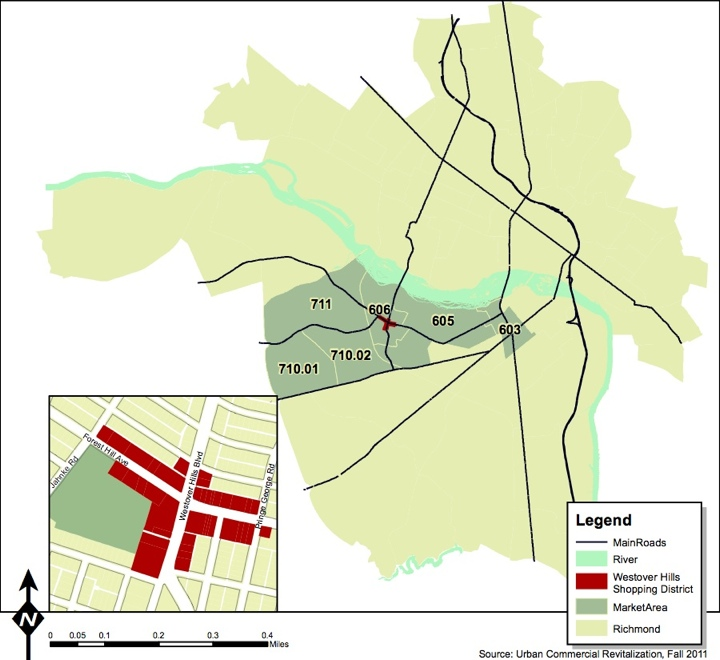 711
606
605
603
710.02
710.01
Forest Hill Ave
Jahnke Rd
Westover Hills Blvd
Prince George Rd
N
0 0.05 0.1 0.2 0.3 0.4
Miles
Legend
MainRoads
River
Westover Hills
Shopping District
MarketArea
Richmond
Source: Urban Commercial Revitalization, Fall 2011